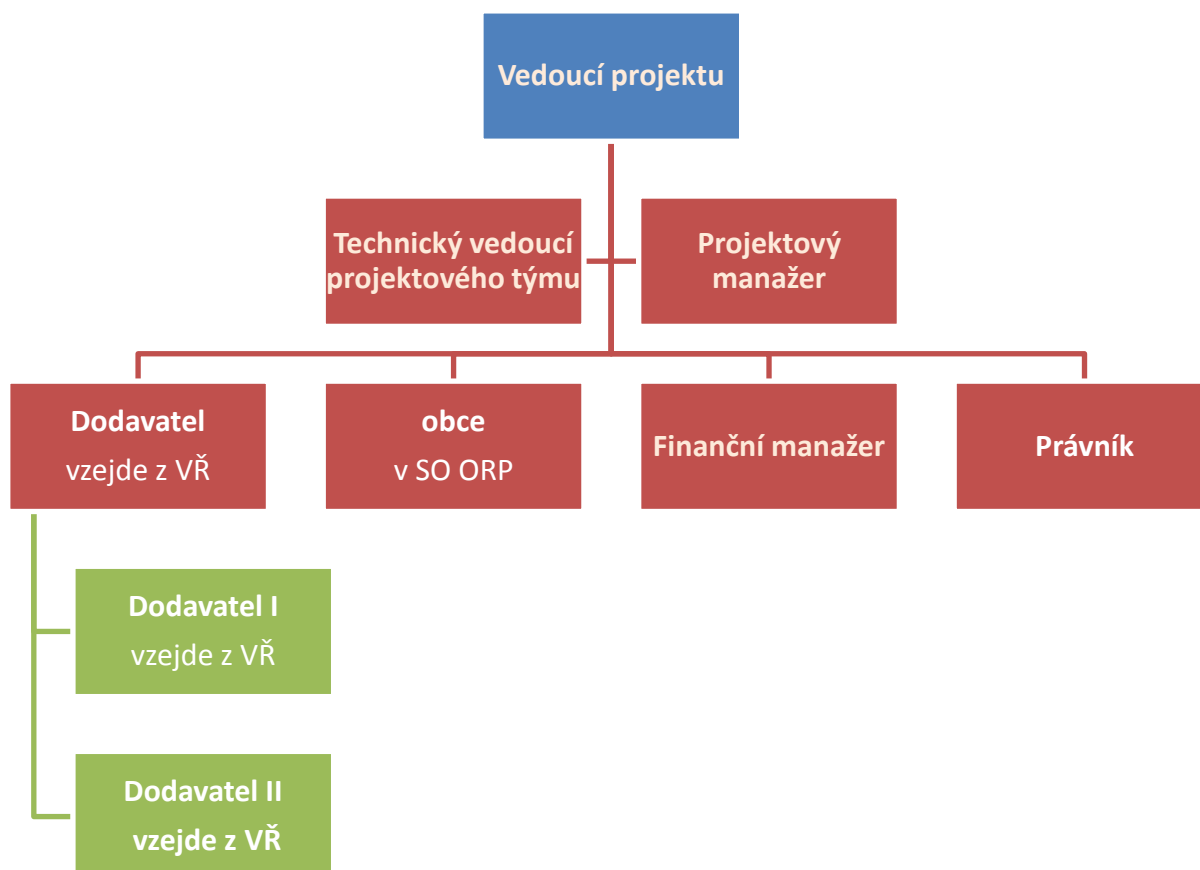 Vedoucí projektu
Technický vedoucí
projektového týmu
Projektový
manažer
Dodavatel
vzejde z VŘ
obce
v SO ORP
Finanční manažer
Právník
Dodavatel I
vzejde z VŘ
Dodavatel II
vzejde z VŘ